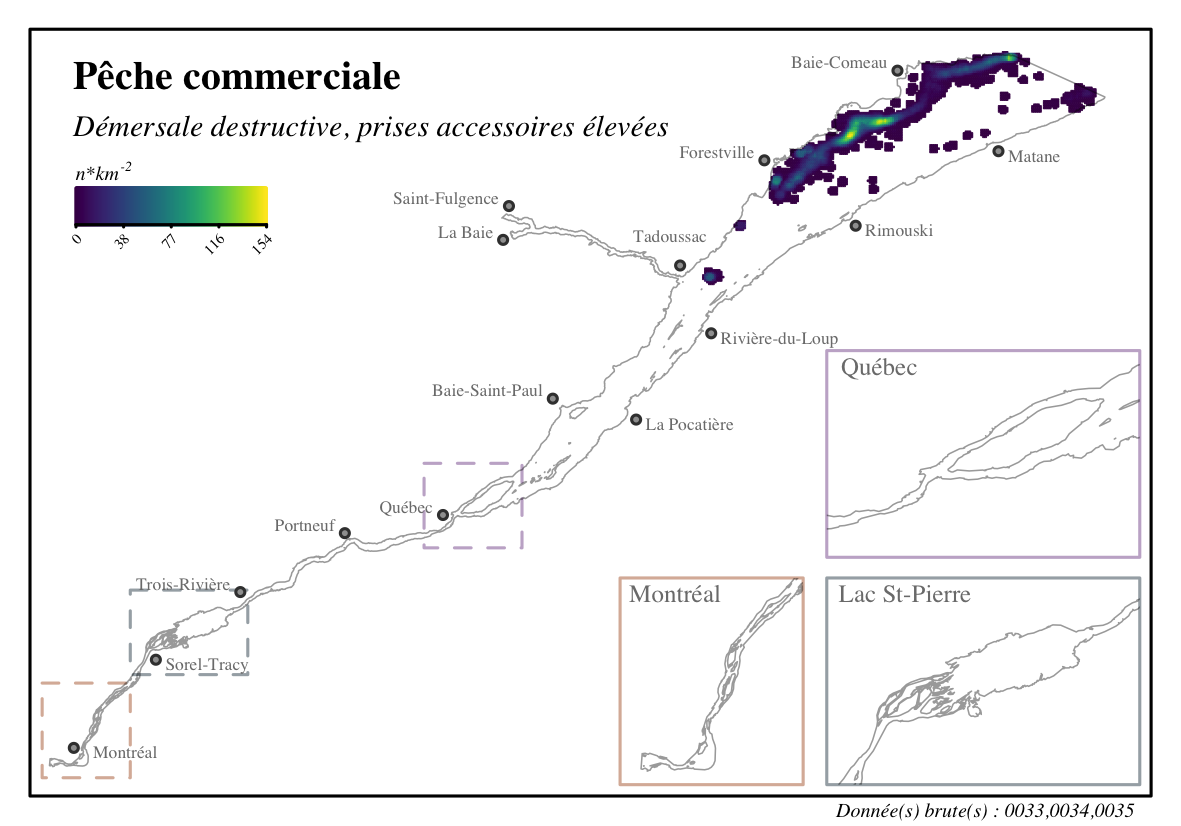 Pêche commerciale
Démersale destructive, prises accessoires élevées
n*km-2
0 38 77 116 154
Baie-Comeau
Forestville
Matane
Saint-Fulgence
La Baie
Tadoussac
Rimouski
Rivière-du-Loup
Baie-Saint-Paul
La Pocatière
Québec
Québec
Portneuf
Trois-Rivière
Sorel-Tracy
Montréal
Montréal
Lac St-Pierre
Donnée(s) brute(s) : 0033,0034,0035